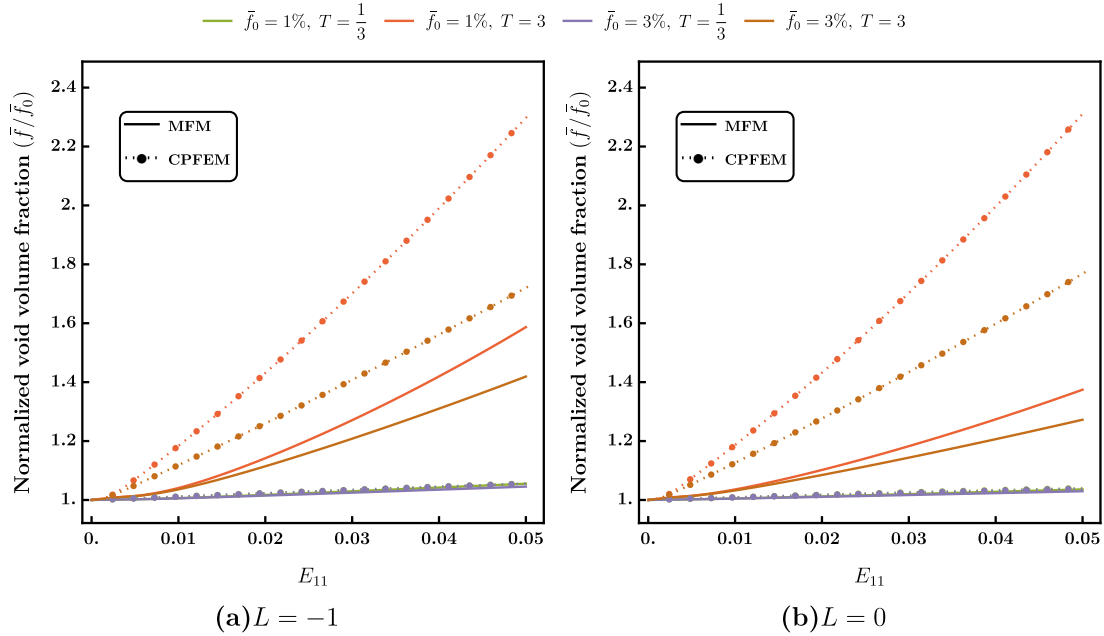 f̄₀ = 1%, T = 1/3 f̄₀ = 1%, T = 3 f̄₀ = 3%, T = 1/3 f̄₀ = 3%, T = 3
Normalized void volume fraction (f̄/f̄₀)
2.4
2.2
2.
1.8
1.6
1.4
1.2
1.
MFM
CPFEM
0. 0.01 0.02 0.03 0.04 0.05
E₁₁
(a)L = −1
Normalized void volume fraction (f̄/f̄₀)
2.4
2.2
2.
1.8
1.6
1.4
1.2
1.
MFM
CPFEM
0. 0.01 0.02 0.03 0.04 0.05
E₁₁
(b)L = 0